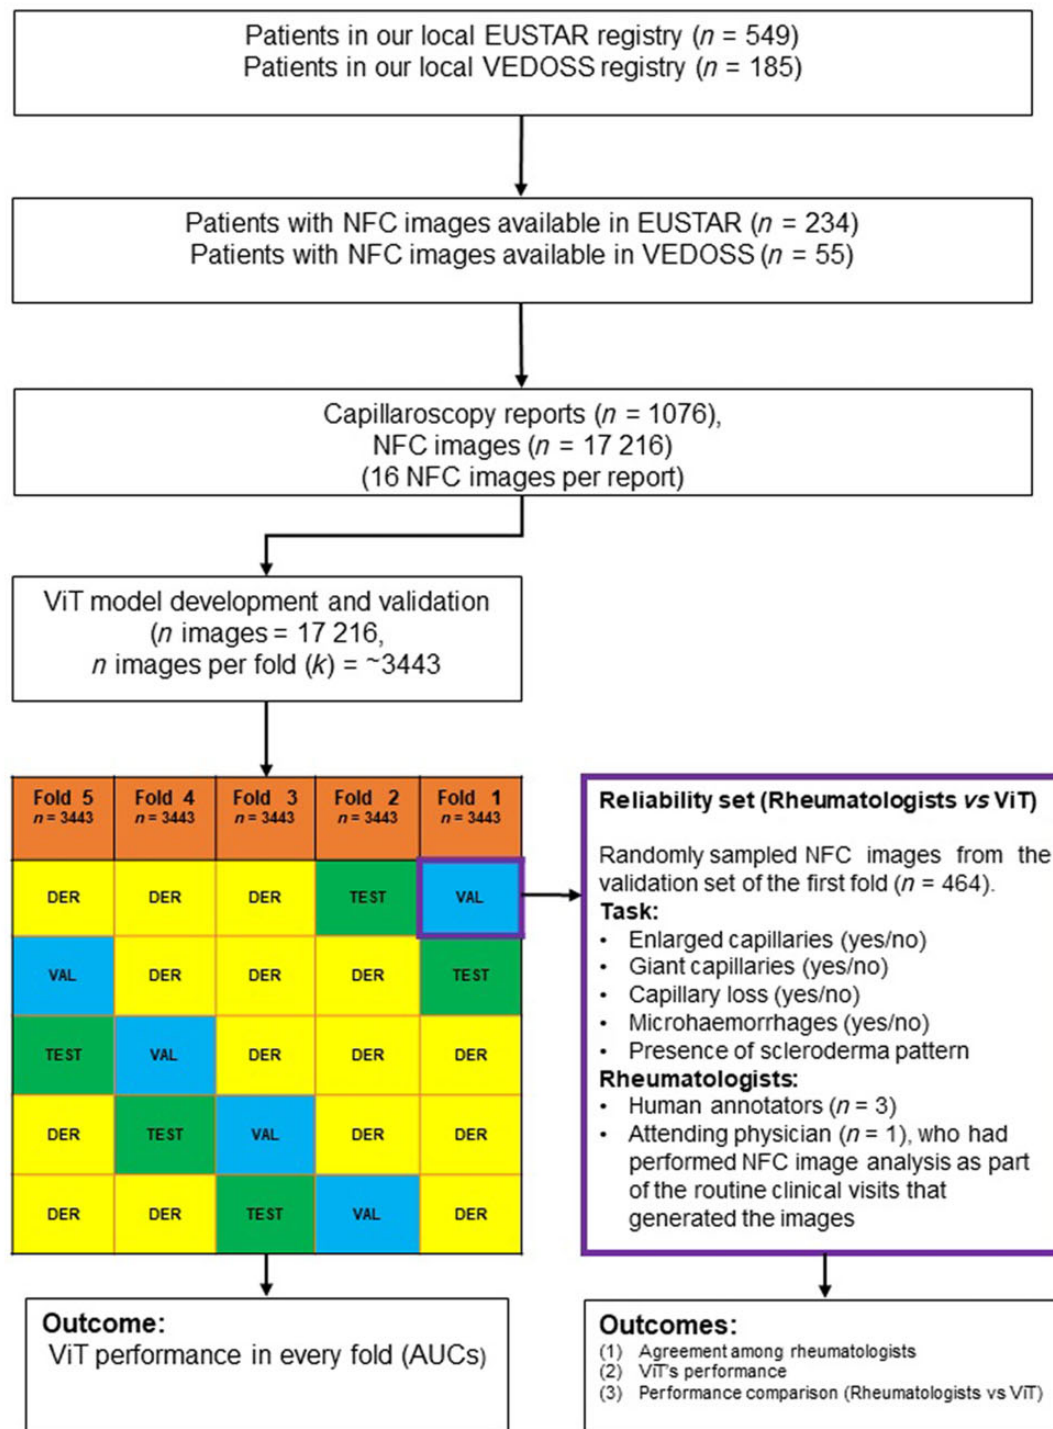 Patients in our local EUSTAR registry (n = 549)
Patients in our local VEDOSS registry (n = 185)
Patients with NFC images available in EUSTAR (n = 234)
Patients with NFC images available in VEDOSS (n = 55)
Capillaroscopy reports (n = 1076),
NFC images (n = 17 216)
(16 NFC images per report)
ViT model development and validation
(n images = 17 216,
n images per fold (k) = ~3443
Fold 5 Fold 4 Fold 3 Fold 2 Fold 1
n = 3443 n = 3443 n = 3443 n = 3443 n = 3443
DER DER DER TEST VAL
VAL DER DER DER TEST
TEST VAL DER DER DER
DER TEST VAL DER DER
DER DER TEST VAL DER
Reliability set (Rheumatologists vs ViT)
Randomly sampled NFC images from the
validation set of the first fold (n = 464).
Task:
• Enlarged capillaries (yes/no)
• Giant capillaries (yes/no)
• Capillary loss (yes/no)
• Microhaemorrhages (yes/no)
• Presence of scleroderma pattern
Rheumatologists:
• Human annotators (n = 3)
• Attending physician (n = 1), who had
performed NFC image analysis as part
of the routine clinical visits that
generated the images
Outcome:
ViT performance in every fold (AUCs)
Outcomes:
(1) Agreement among rheumatologists
(2) ViT's performance
(3) Performance comparison (Rheumatologists vs ViT)